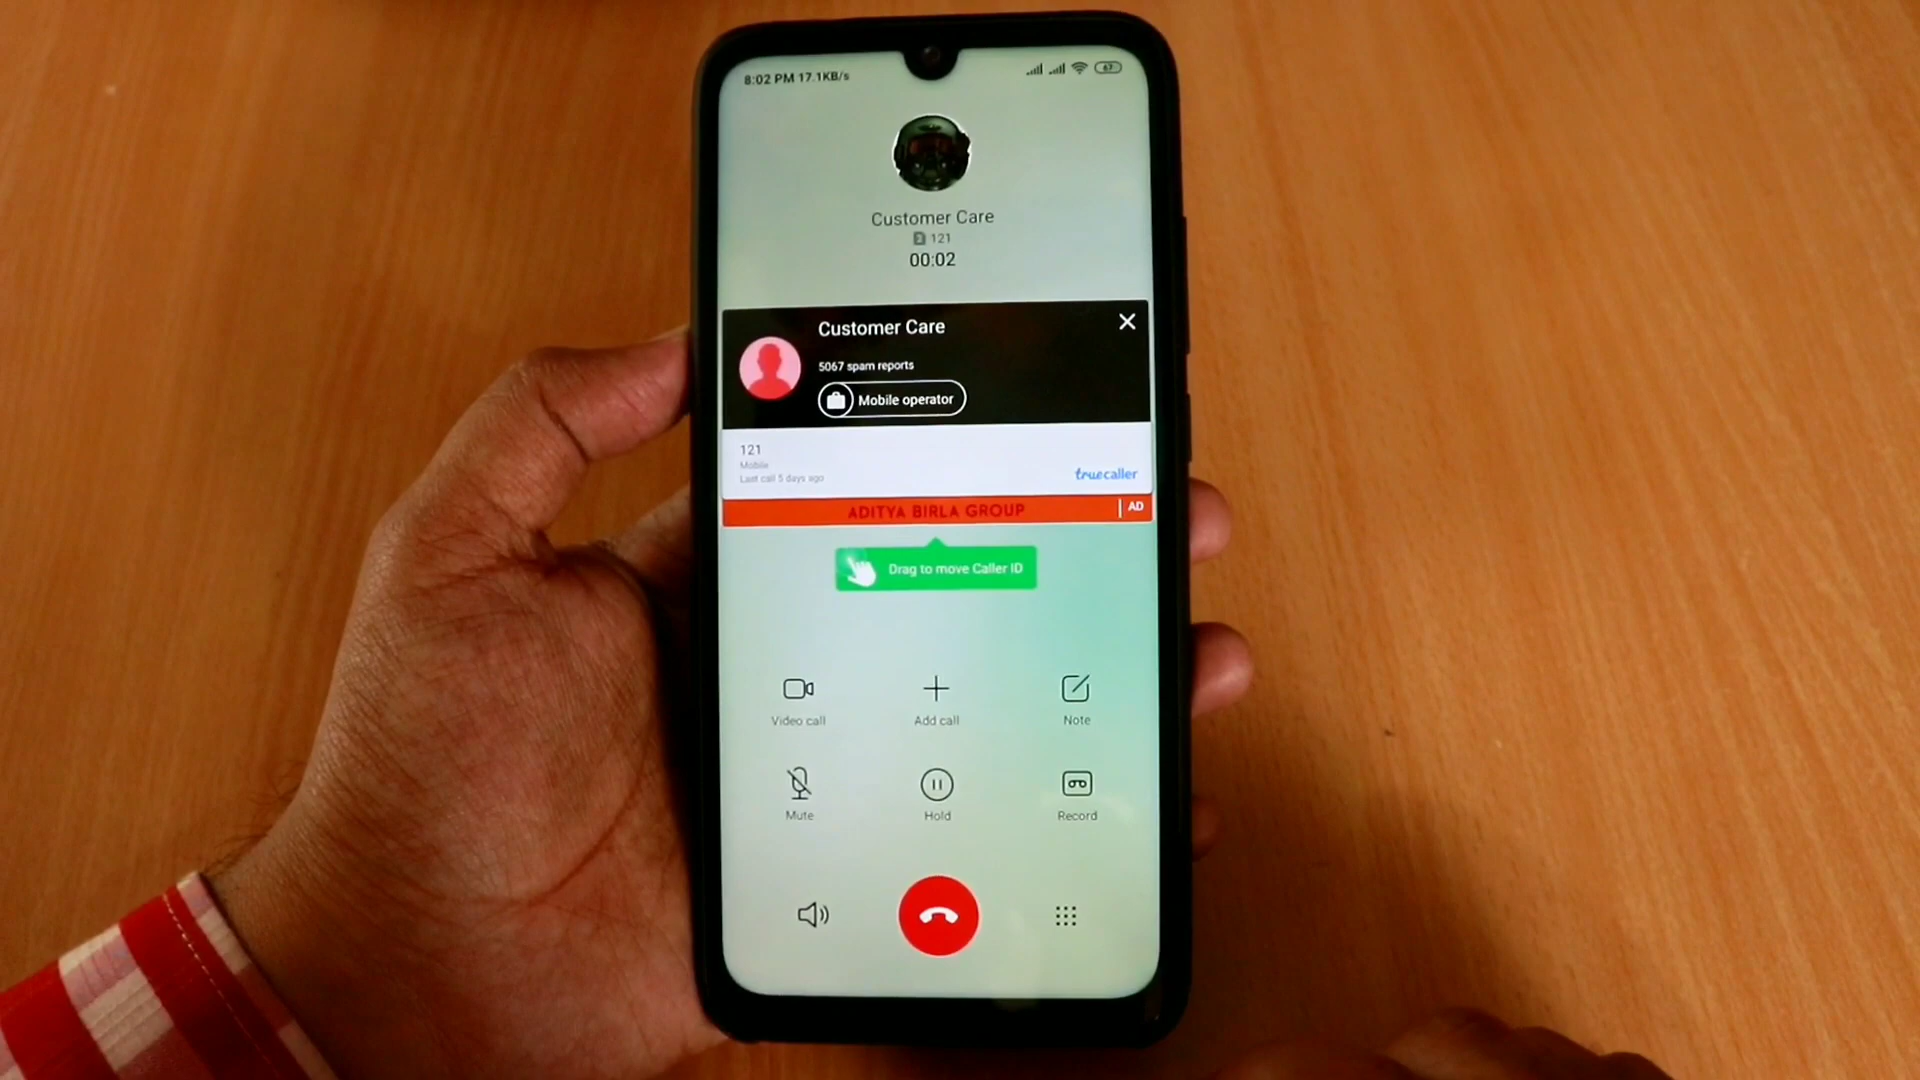 8:02 PM 17.1KB/s
67
Customer Care
2 121
00:02
Customer Care
5067 spam reports
Mobile operator
121
Mobile
Last call 5 days ago
truecaller
ADITYA BIRLA GROUP
AD
Drag to move Caller ID
Video call
Add call
Note
Mute
Hold
Record